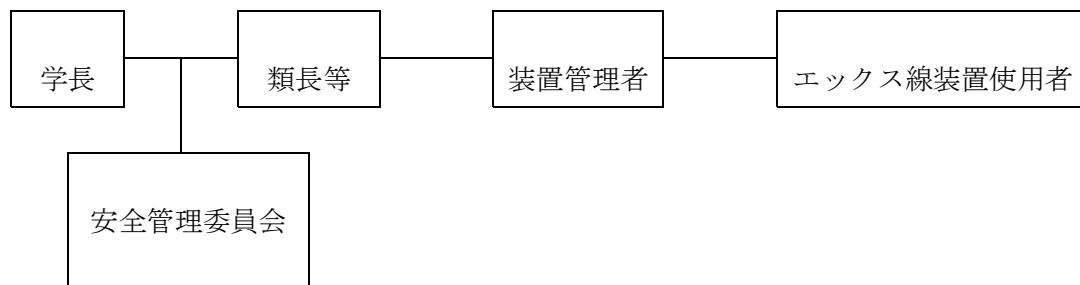 学長
類長等
装置管理者
エックス線装置使用者
安全管理委員会